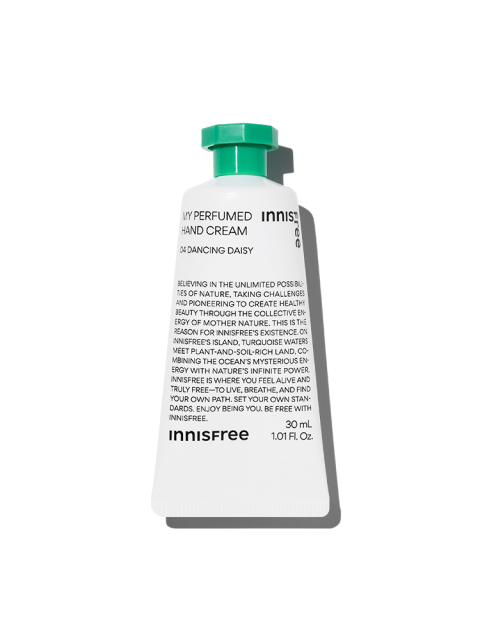 MY PERFUMED
HAND CREAM
INNISFree
04 DANCING DAISY
BELIEVING IN THE UNLIMITED POSSIBILI-
TIES OF NATURE, TAKING CHALLENGES
AND PIONEERING TO CREATE HEALTHY
BEAUTY THROUGH THE COLLECTIVE EN-
ERGY OF MOTHER NATURE. THIS IS THE
REASON FOR INNISFREE'S EXISTENCE. ON
INNISFREE'S ISLAND, TURQUOISE WATERS
MEET PLANT-AND-SOIL-RICH LAND, CO-
MBINING THE OCEAN'S MYSTERIOUS EN-
ERGY WITH NATURE'S INFINITE POWER.
INNISFREE IS WHERE YOU FEEL ALIVE AND
TRULY FREE—TO LIVE, BREATHE, AND FIND
YOUR OWN PATH. SET YOUR OWN STAN-
DARDS. ENJOY BEING YOU. BE FREE WITH
INNISFREE.
INNISFree
30 mL
1.01 Fl. Oz.